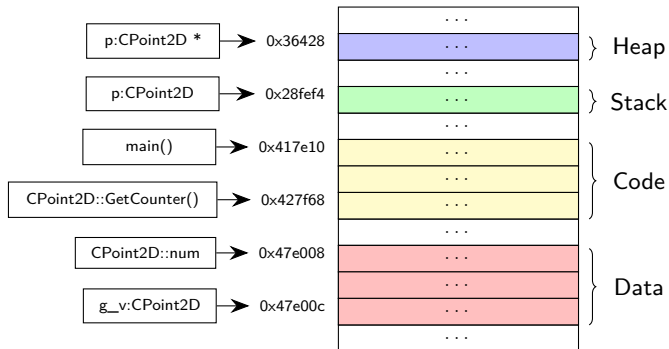 ...
p:CPoint2D * 0x36428 ... Heap
...
p:CPoint2D 0x28fef4 ... Stack
...
main() 0x417e10 ...
... Code
CPoint2D::GetCounter() 0x427f68 ...
...
CPoint2D::num 0x47e008 ...
... Data
g_v:CPoint2D 0x47e00c ...
...